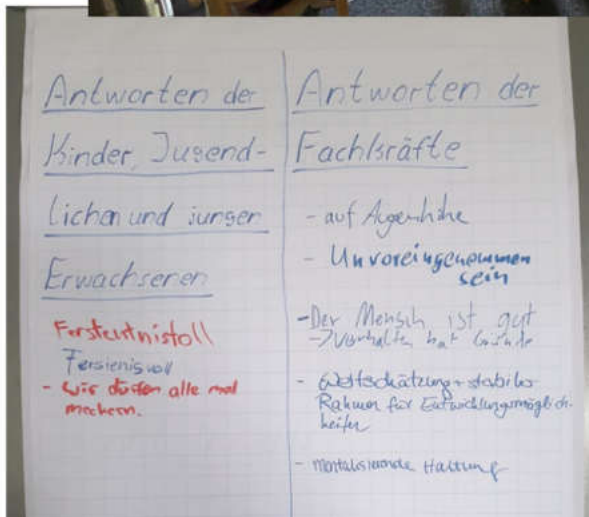 Antworten der
Kinder, Jugend-
lichen und junger
Erwachsenen
Ferstentnistoll
Fersienisvoll
- Wir dürfen alle mal
meckern.
Antworten der
Fachkräfte
- auf Augenhöhe
- Unvoreingenommen
sein
- Der Mensch ist gut
-> Verhalten hat Gründe
- Wertschätzung + stabiler
Rahmen für Entwicklungsmöglich-
keiten
- mentalisierende Haltung